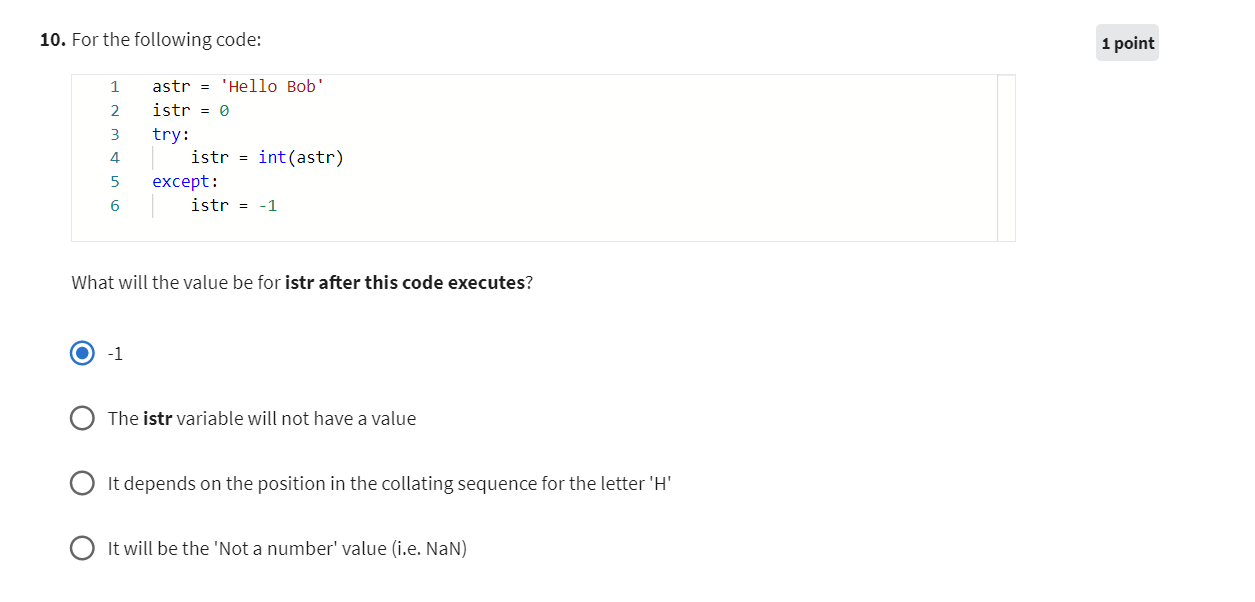 10. For the following code:
1 point
1 astr = 'Hello Bob'
2 istr = 0
3 try:
4 istr = int(astr)
5 except:
6 istr = -1
What will the value be for istr after this code executes?
-1
The istr variable will not have a value
It depends on the position in the collating sequence for the letter 'H'
It will be the 'Not a number' value (i.e. NaN)